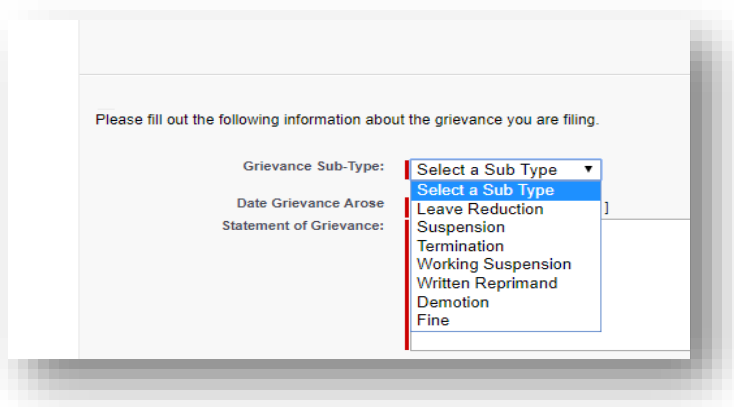 Please fill out the following information about the grievance you are filing.
Grievance Sub-Type: Select a Sub Type
Select a Sub Type
Date Grievance Arose ]
Leave Reduction
Statement of Grievance:
Suspension
Termination
Working Suspension
Written Reprimand
Demotion
Fine